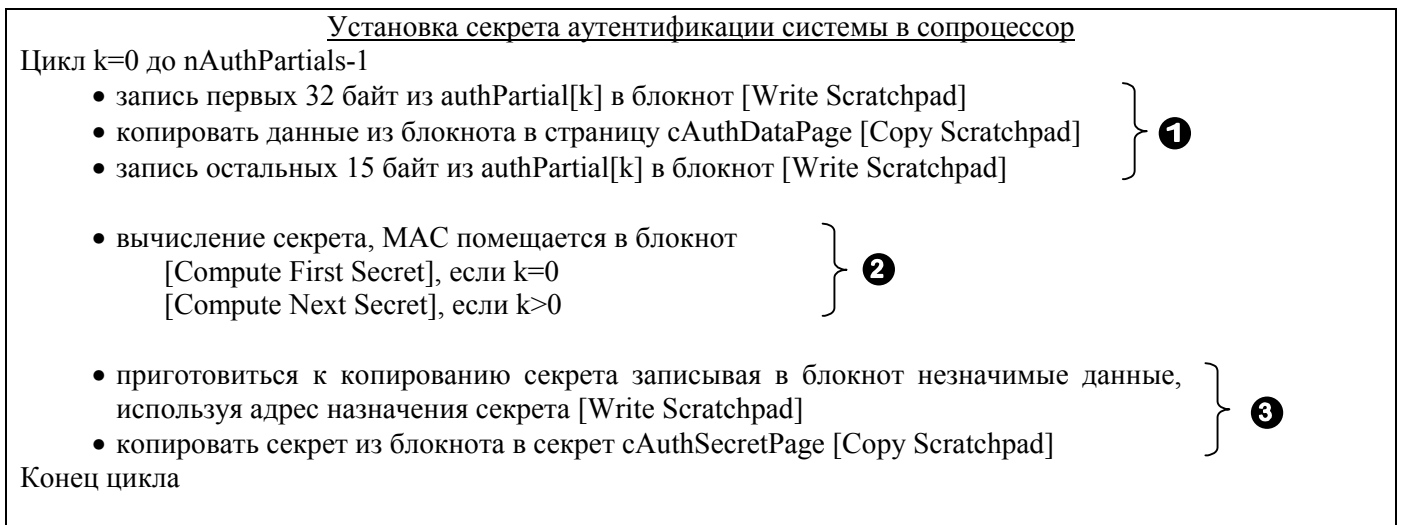 Установка секрета аутентификации системы в сопроцессор
Цикл k=0 до nAuthPartials-1
• запись первых 32 байт из authPartial[k] в блокнот [Write Scratchpad]
• копировать данные из блокнота в страницу cAuthDataPage [Copy Scratchpad]
• запись остальных 15 байт из authPartial[k] в блокнот [Write Scratchpad]
❶
• вычисление секрета, MAC помещается в блокнот
[Compute First Secret], если k=0
[Compute Next Secret], если k>0
❷
• приготовиться к копированию секрета записывая в блокнот незначимые данные,
используя адрес назначения секрета [Write Scratchpad]
• копировать секрет из блокнота в секрет cAuthSecretPage [Copy Scratchpad]
❸
Конец цикла